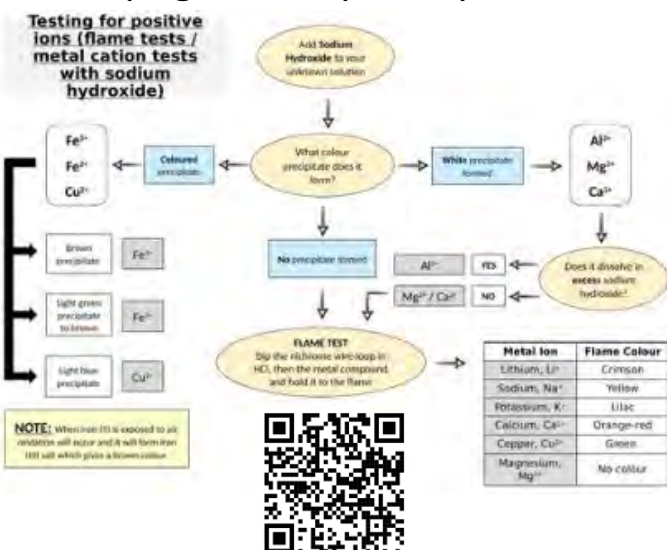 Testing for positive
ions (flame tests /
metal cation tests
with sodium
hydroxide)
Add Sodium
Hydroxide to your
unknown solution
What colour
precipitate does it
form?
Coloured
precipitate
White precipitate
formed
Fe³⁺
Fe²⁺
Cu²⁺
Al³⁺
Mg²⁺
Ca²⁺
Brown
precipitate
Fe³⁺
Light green
precipitate
to brown
Light blue
precipitate
Cu²⁺
No precipitate formed
Al³⁺
YES
Mg²⁺ / Ca²⁺
NO
Does it dissolve in
excess sodium
hydroxide?
FLAME TEST
Dip the nichrome wire loop in
HCl, then the metal compound
and hold it to the flame
NOTE: When iron (II) is exposed to air
oxidation will occur and it will form iron
(III) salt which gives a brown colour
Metal Ion Flame Colour
Lithium, Li⁺ Crimson
Sodium, Na⁺ Yellow
Potassium, K⁺ Lilac
Calcium, Ca²⁺ Orange-red
Copper, Cu²⁺ Green
Magnesium,
Mg²⁺ No colour